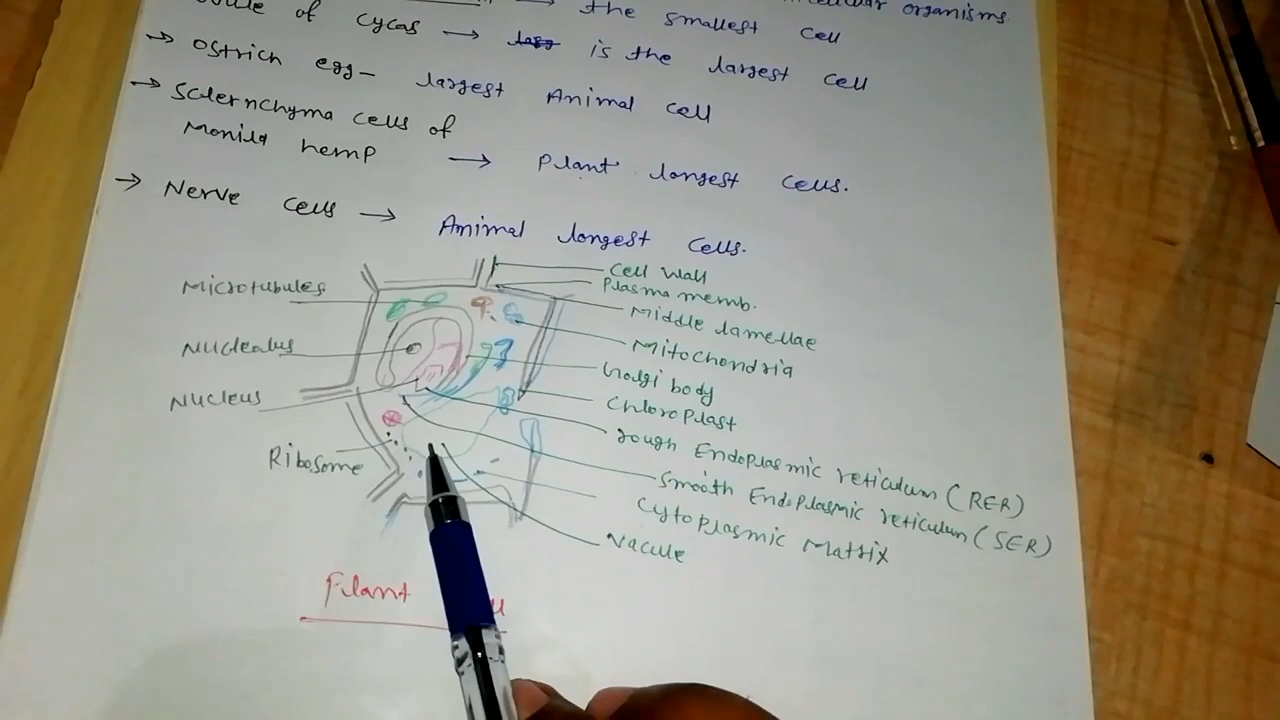 the smallest cell
organisms.
of cycas → is the largest cell
→ Ostrich egg - largest Animal cell
→ Sclernchyma cells of
Monila hemp → Plant longest cells.
→ Nerve cells → Animal longest cells.
Microtubules
Nucleolus
Nucleus
Ribosome
Cell Wall
Plasma memb.
Middle lamellae
Mitochondria
Golgi body
Chloroplast
rough Endoplasmic reticulum (RER)
Smooth Endoplasmic reticulum (SER)
Cytoplasmic Matrix
Vacule
Plant